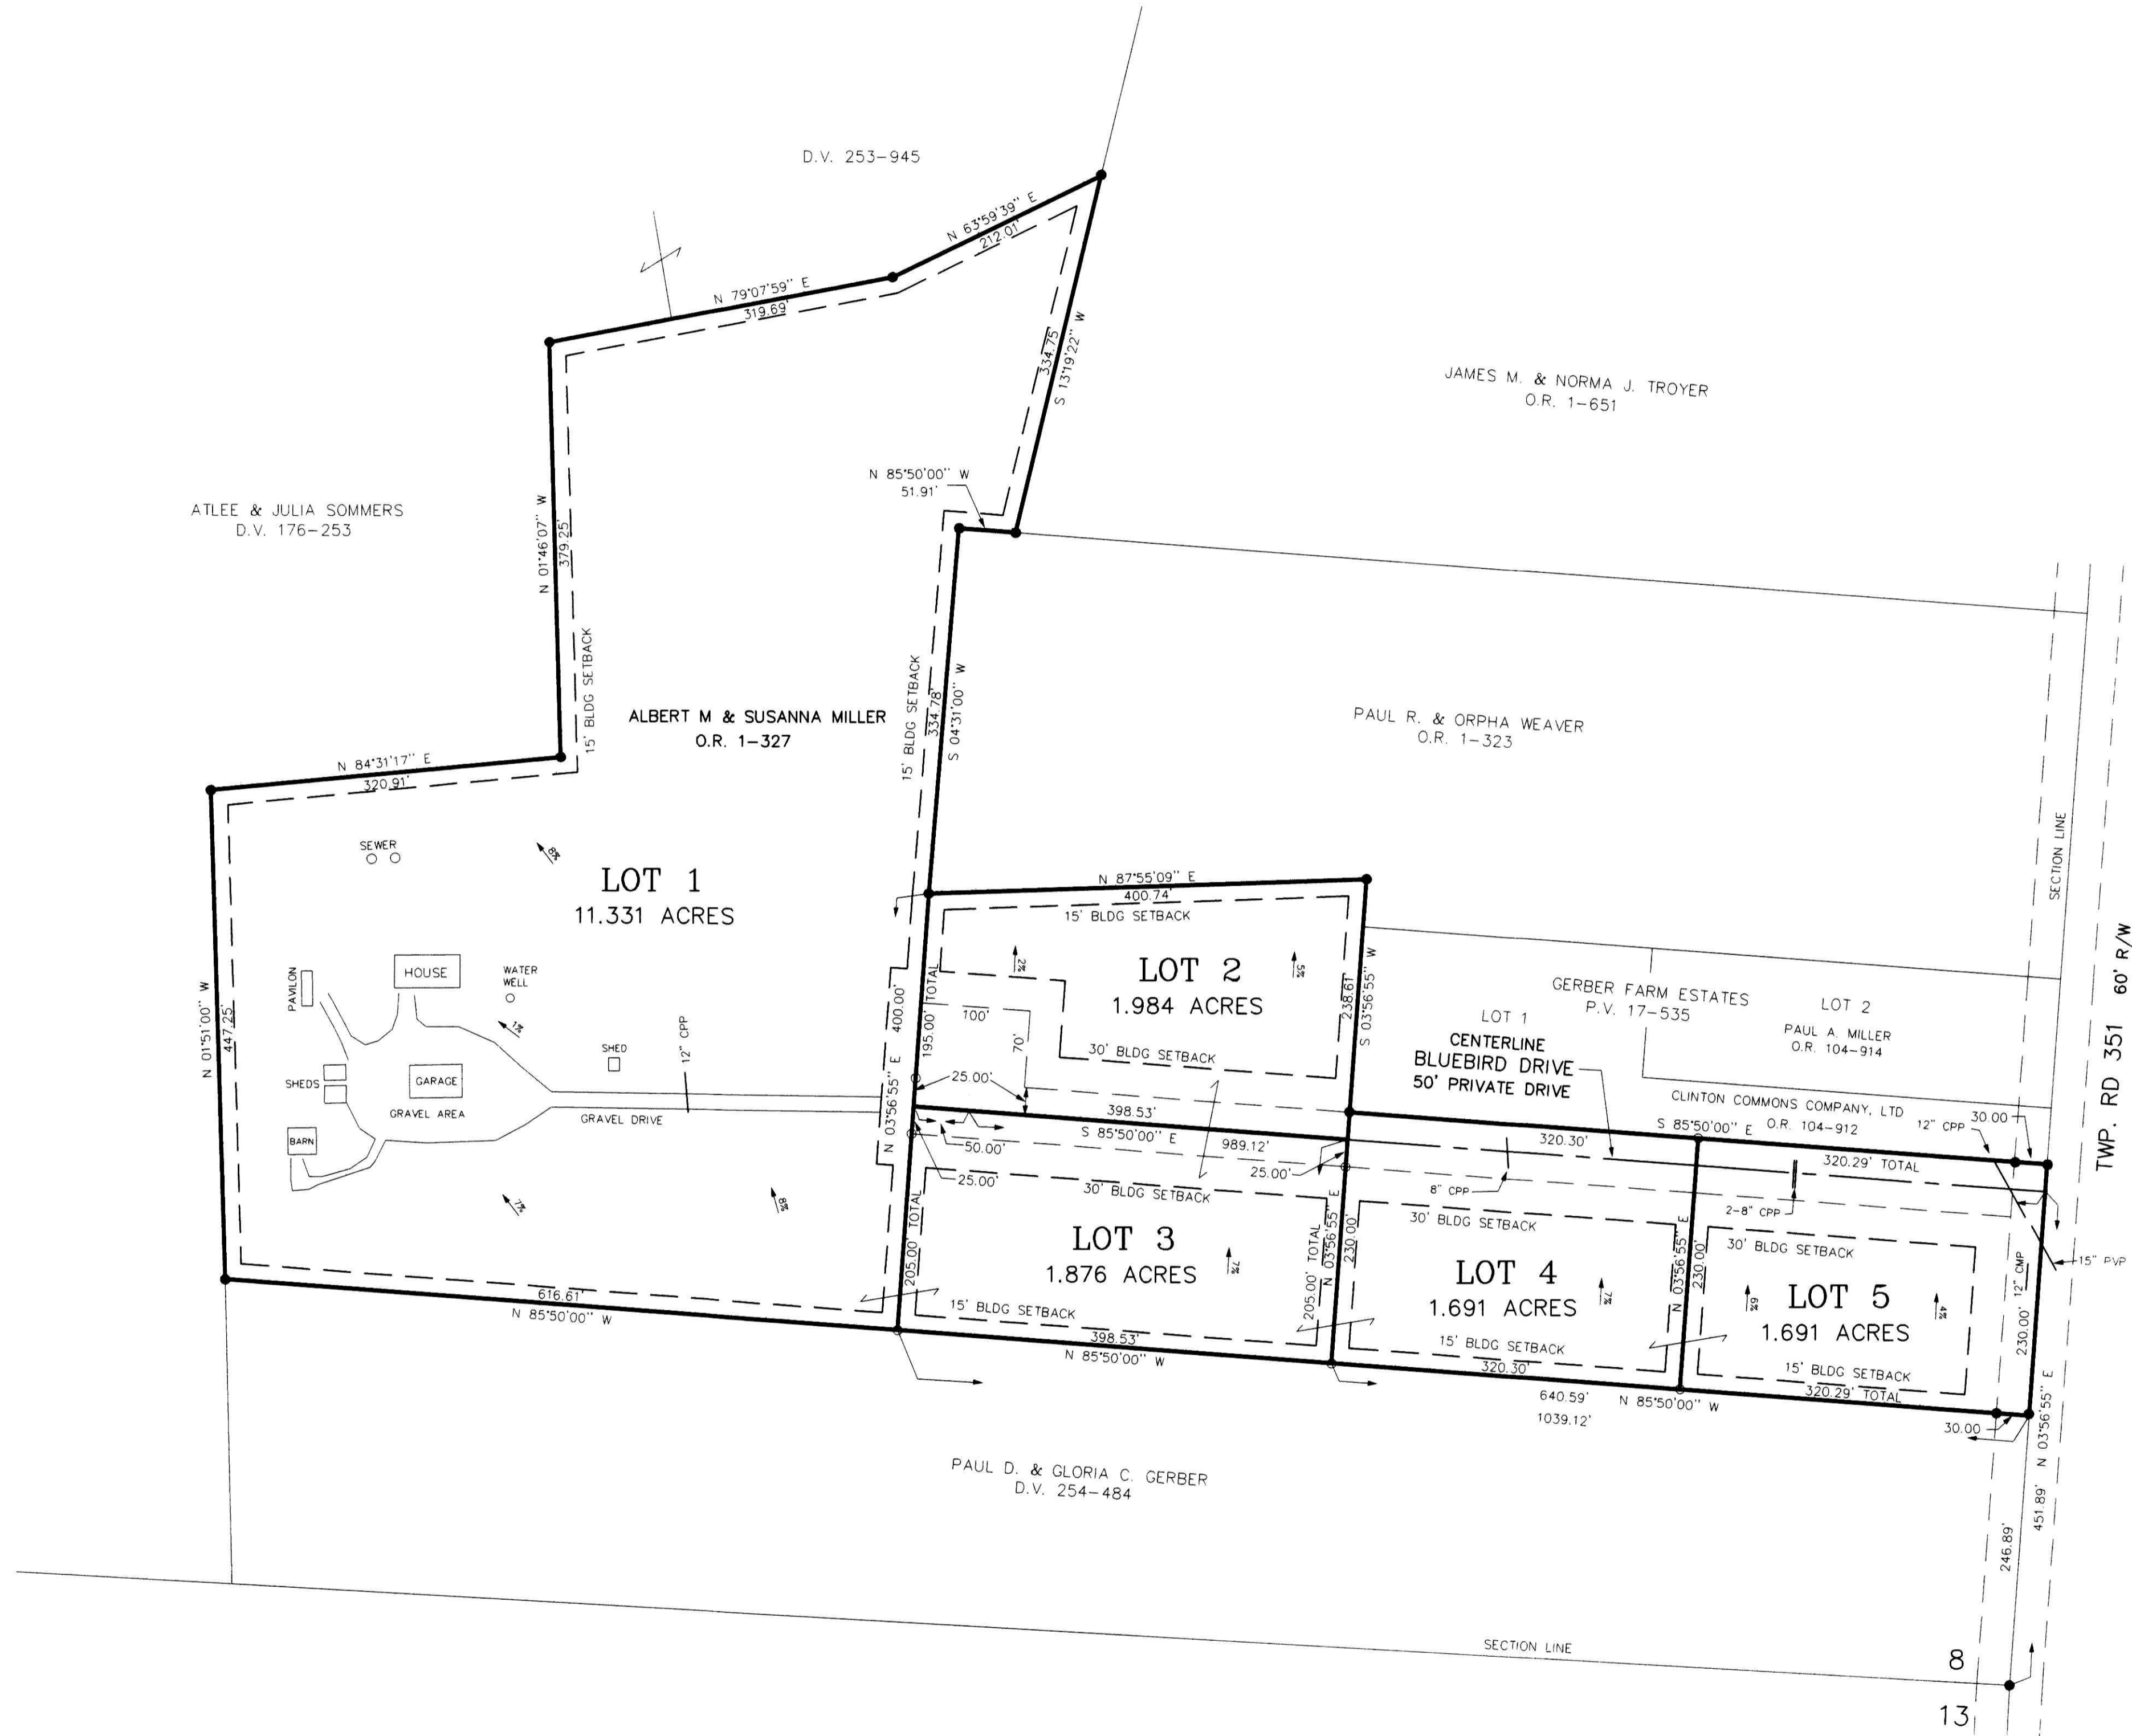 D.V. 253-945
N 63°59'39" E
212.01'
N 79°07'59" E
319.69'
334.75'
S 13°19'22" W
JAMES M. & NORMA J. TROYER
O.R. 1-651
N 85°50'00" W
51.91'
ATLEE & JULIA SOMMERS
D.V. 176-253
N 01°46'07" W
379.25'
15' BLDG SETBACK
ALBERT M & SUSANNA MILLER
O.R. 1-327
15' BLDG SETBACK
334.78'
S 04°31'00" W
PAUL R. & ORPHA WEAVER
O.R. 1-323
SECTION LINE
N 84°31'17" E
320.91'
SEWER
8%
LOT 1
11.331 ACRES
N 87°55'09" E
400.74'
15' BLDG SETBACK
2%
LOT 2
1.984 ACRES
5%
238.61'
S 03°56'55" W
195.00' TOTAL
100'
70'
30' BLDG SETBACK
GERBER FARM ESTATES
P.V. 17-535
LOT 1
LOT 2
PAUL A. MILLER
O.R. 104-914
CENTERLINE
BLUEBIRD DRIVE
50' PRIVATE DRIVE
CLINTON COMMONS COMPANY, LTD
O.R. 104-912
TWP. RD 351 60' R/W
N 01°51'00" W
447.25'
PAVILON
HOUSE
WATER
WELL
1%
SHED
12" CPP
SHEDS
GARAGE
GRAVEL AREA
GRAVEL DRIVE
BARN
7%
8%
N 03°56'55" E 400.00'
25.00'
398.53'
S 85°50'00" E
989.12'
50.00'
25.00'
25.00'
S 85°50'00" E
320.30'
12" CPP
30.00
320.29' TOTAL
8" CPP
2-8" CPP
15" PVP
30' BLDG SETBACK
205.00' TOTAL
LOT 3
1.876 ACRES
7%
15' BLDG SETBACK
205.00' TOTAL
N 03°56'55" E
230.00'
30' BLDG SETBACK
LOT 4
1.691 ACRES
7%
15' BLDG SETBACK
N 03°56'55" E
230.00'
30' BLDG SETBACK
6%
LOT 5
1.691 ACRES
4%
15' BLDG SETBACK
12" CMP
230.00'
616.61'
N 85°50'00" W
398.53'
N 85°50'00" W
320.30'
320.29' TOTAL
640.59'
N 85°50'00" W
1039.12'
30.00
451.89' N 03°56'55" E
246.89'
PAUL D. & GLORIA C. GERBER
D.V. 254-484
SECTION LINE
8
13